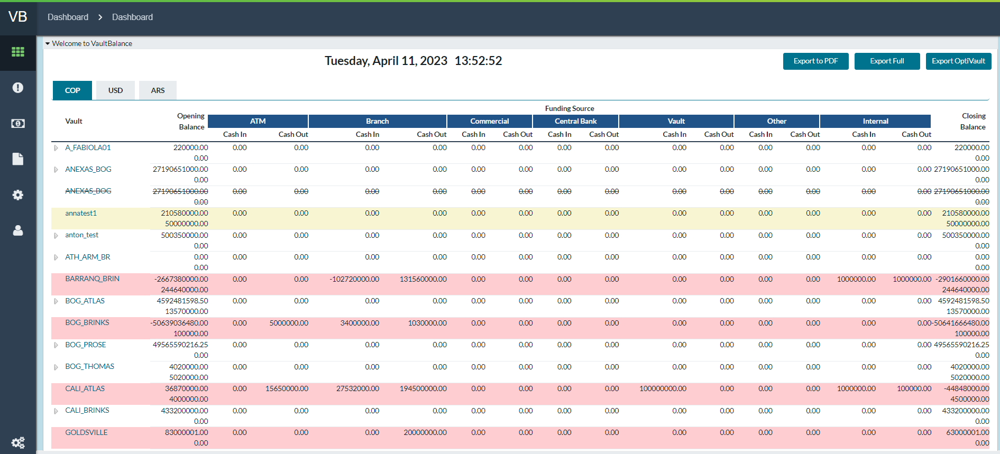 VB Dashboard Dashboard
Welcome to VaultBalance
Tuesday, April 11, 2023 13:52:52 Export to PDF Export Full Export OptiVault
COP USD ARS
Funding Source
Vault Opening Balance ATM Branch Commercial Central Bank Vault Other Internal Closing Balance
Cash In Cash Out Cash In Cash Out Cash In Cash Out Cash In Cash Out Cash In Cash Out Cash In Cash Out Cash In Cash Out
A_FABIOLA01 220000.00 0.00 0.00 0.00 0.00 0.00 0.00 0.00 0.00 0.00 0.00 0.00 0.00 0.00 0.00 220000.00
0.00 0.00
ANEXAS_BOG 27190651000.00 0.00 0.00 0.00 0.00 0.00 0.00 0.00 0.00 0.00 0.00 0.00 0.00 0.00 0.00 27190651000.00
0.00 0.00
ANEXAS_BOG 27190651000.00 0.00 0.00 0.00 0.00 0.00 0.00 0.00 0.00 0.00 0.00 0.00 0.00 0.00 0.00 27190651000.00
0.00 0.00
annatest1 210580000.00 0.00 0.00 0.00 0.00 0.00 0.00 0.00 0.00 0.00 0.00 0.00 0.00 0.00 0.00 210580000.00
50000000.00 50000000.00
anton_test 500350000.00 0.00 0.00 0.00 0.00 0.00 0.00 0.00 0.00 0.00 0.00 0.00 0.00 0.00 0.00 500350000.00
0.00 0.00
ATH_ARM_BR 0.00 0.00 0.00 0.00 0.00 0.00 0.00 0.00 0.00 0.00 0.00 0.00 0.00 0.00 0.00 0.00
0.00 0.00
BARRANQ_BRIN -2667380000.00 0.00 0.00 -102720000.00 131560000.00 0.00 0.00 0.00 0.00 0.00 0.00 0.00 0.00 1000000.00 1000000.00 -2901660000.00
244640000.00 244640000.00
BOG_ATLAS 4592481598.50 0.00 0.00 0.00 0.00 0.00 0.00 0.00 0.00 0.00 0.00 0.00 0.00 0.00 0.00 4592481598.50
13570000.00 13570000.00
BOG_BRINKS -50639036480.00 0.00 5000000.00 3400000.00 1030000.00 0.00 0.00 0.00 0.00 0.00 0.00 0.00 0.00 0.00 0.00 -50641666480.00
100000.00 100000.00
BOG_PROSE 49565590216.25 0.00 0.00 0.00 0.00 0.00 0.00 0.00 0.00 0.00 0.00 0.00 0.00 0.00 0.00 49565590216.25
0.00 0.00
BOG_THOMAS 4020000.00 0.00 0.00 0.00 0.00 0.00 0.00 0.00 0.00 0.00 0.00 0.00 0.00 0.00 0.00 4020000.00
5020000.00 5020000.00
CALI_ATLAS 36870000.00 0.00 15650000.00 27532000.00 194500000.00 0.00 0.00 0.00 0.00 100000000.00 0.00 0.00 0.00 1000000.00 100000.00 -44848000.00
4000000.00 4500000.00
CALI_BRINKS 433200000.00 0.00 0.00 0.00 0.00 0.00 0.00 0.00 0.00 0.00 0.00 0.00 0.00 0.00 0.00 433200000.00
0.00 0.00
GOLDSVILLE 83000001.00 0.00 0.00 0.00 20000000.00 0.00 0.00 0.00 0.00 0.00 0.00 0.00 0.00 0.00 0.00 63000001.00
0.00 0.00